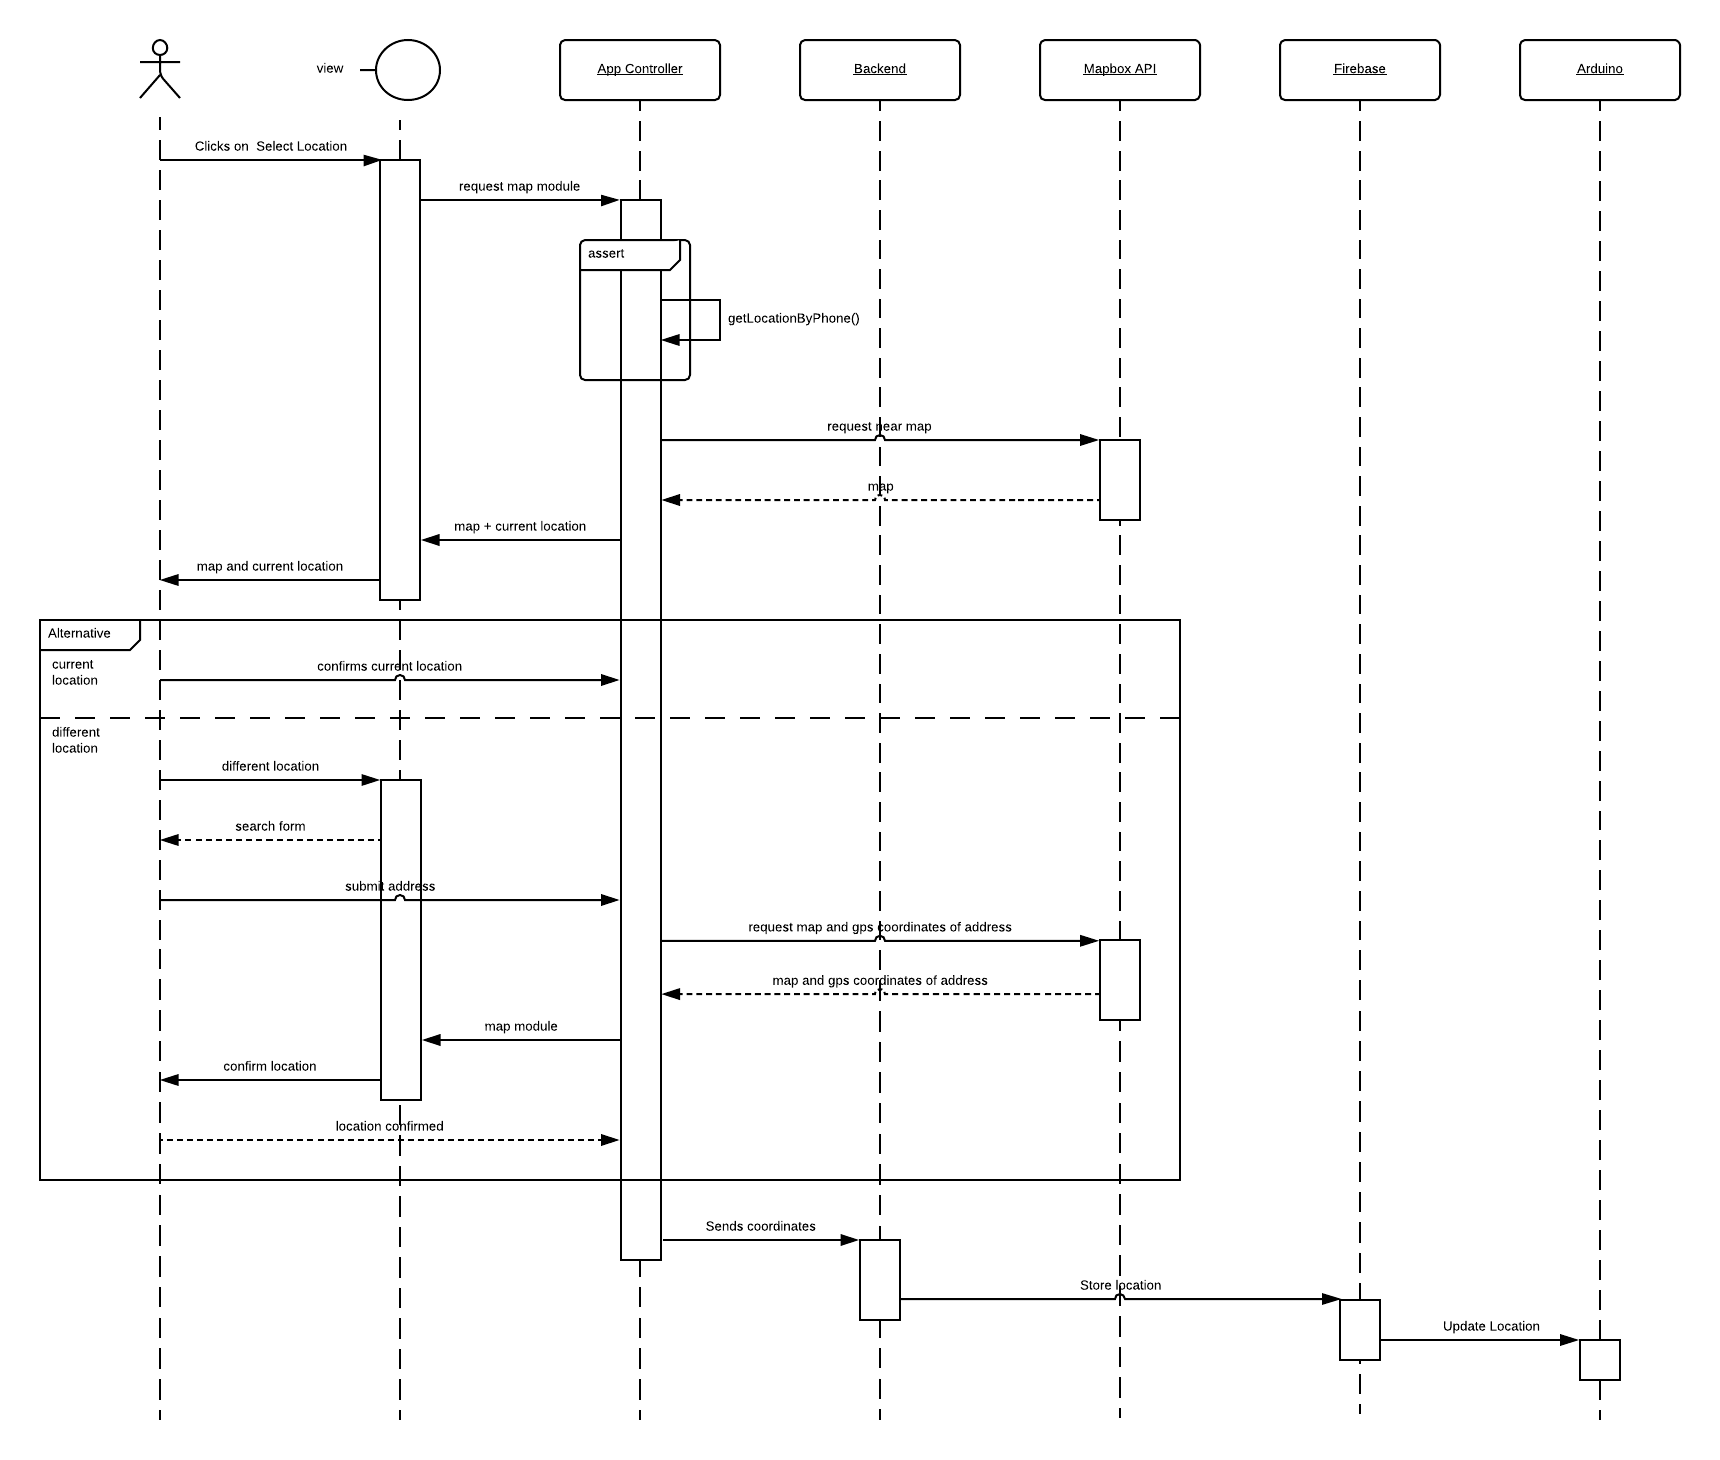 view
App Controller
Backend
Mapbox API
Firebase
Arduino
Clicks on  Select Location
request map module
assert
getLocationByPhone()
request near map
map
map + current location
map and current location
Alternative
current
location
confirms current location
different
location
different location
search form
submit address
request map and gps coordinates of address
map and gps coordinates of address
map module
confirm location
location confirmed
Sends coordinates
Store location
Update Location